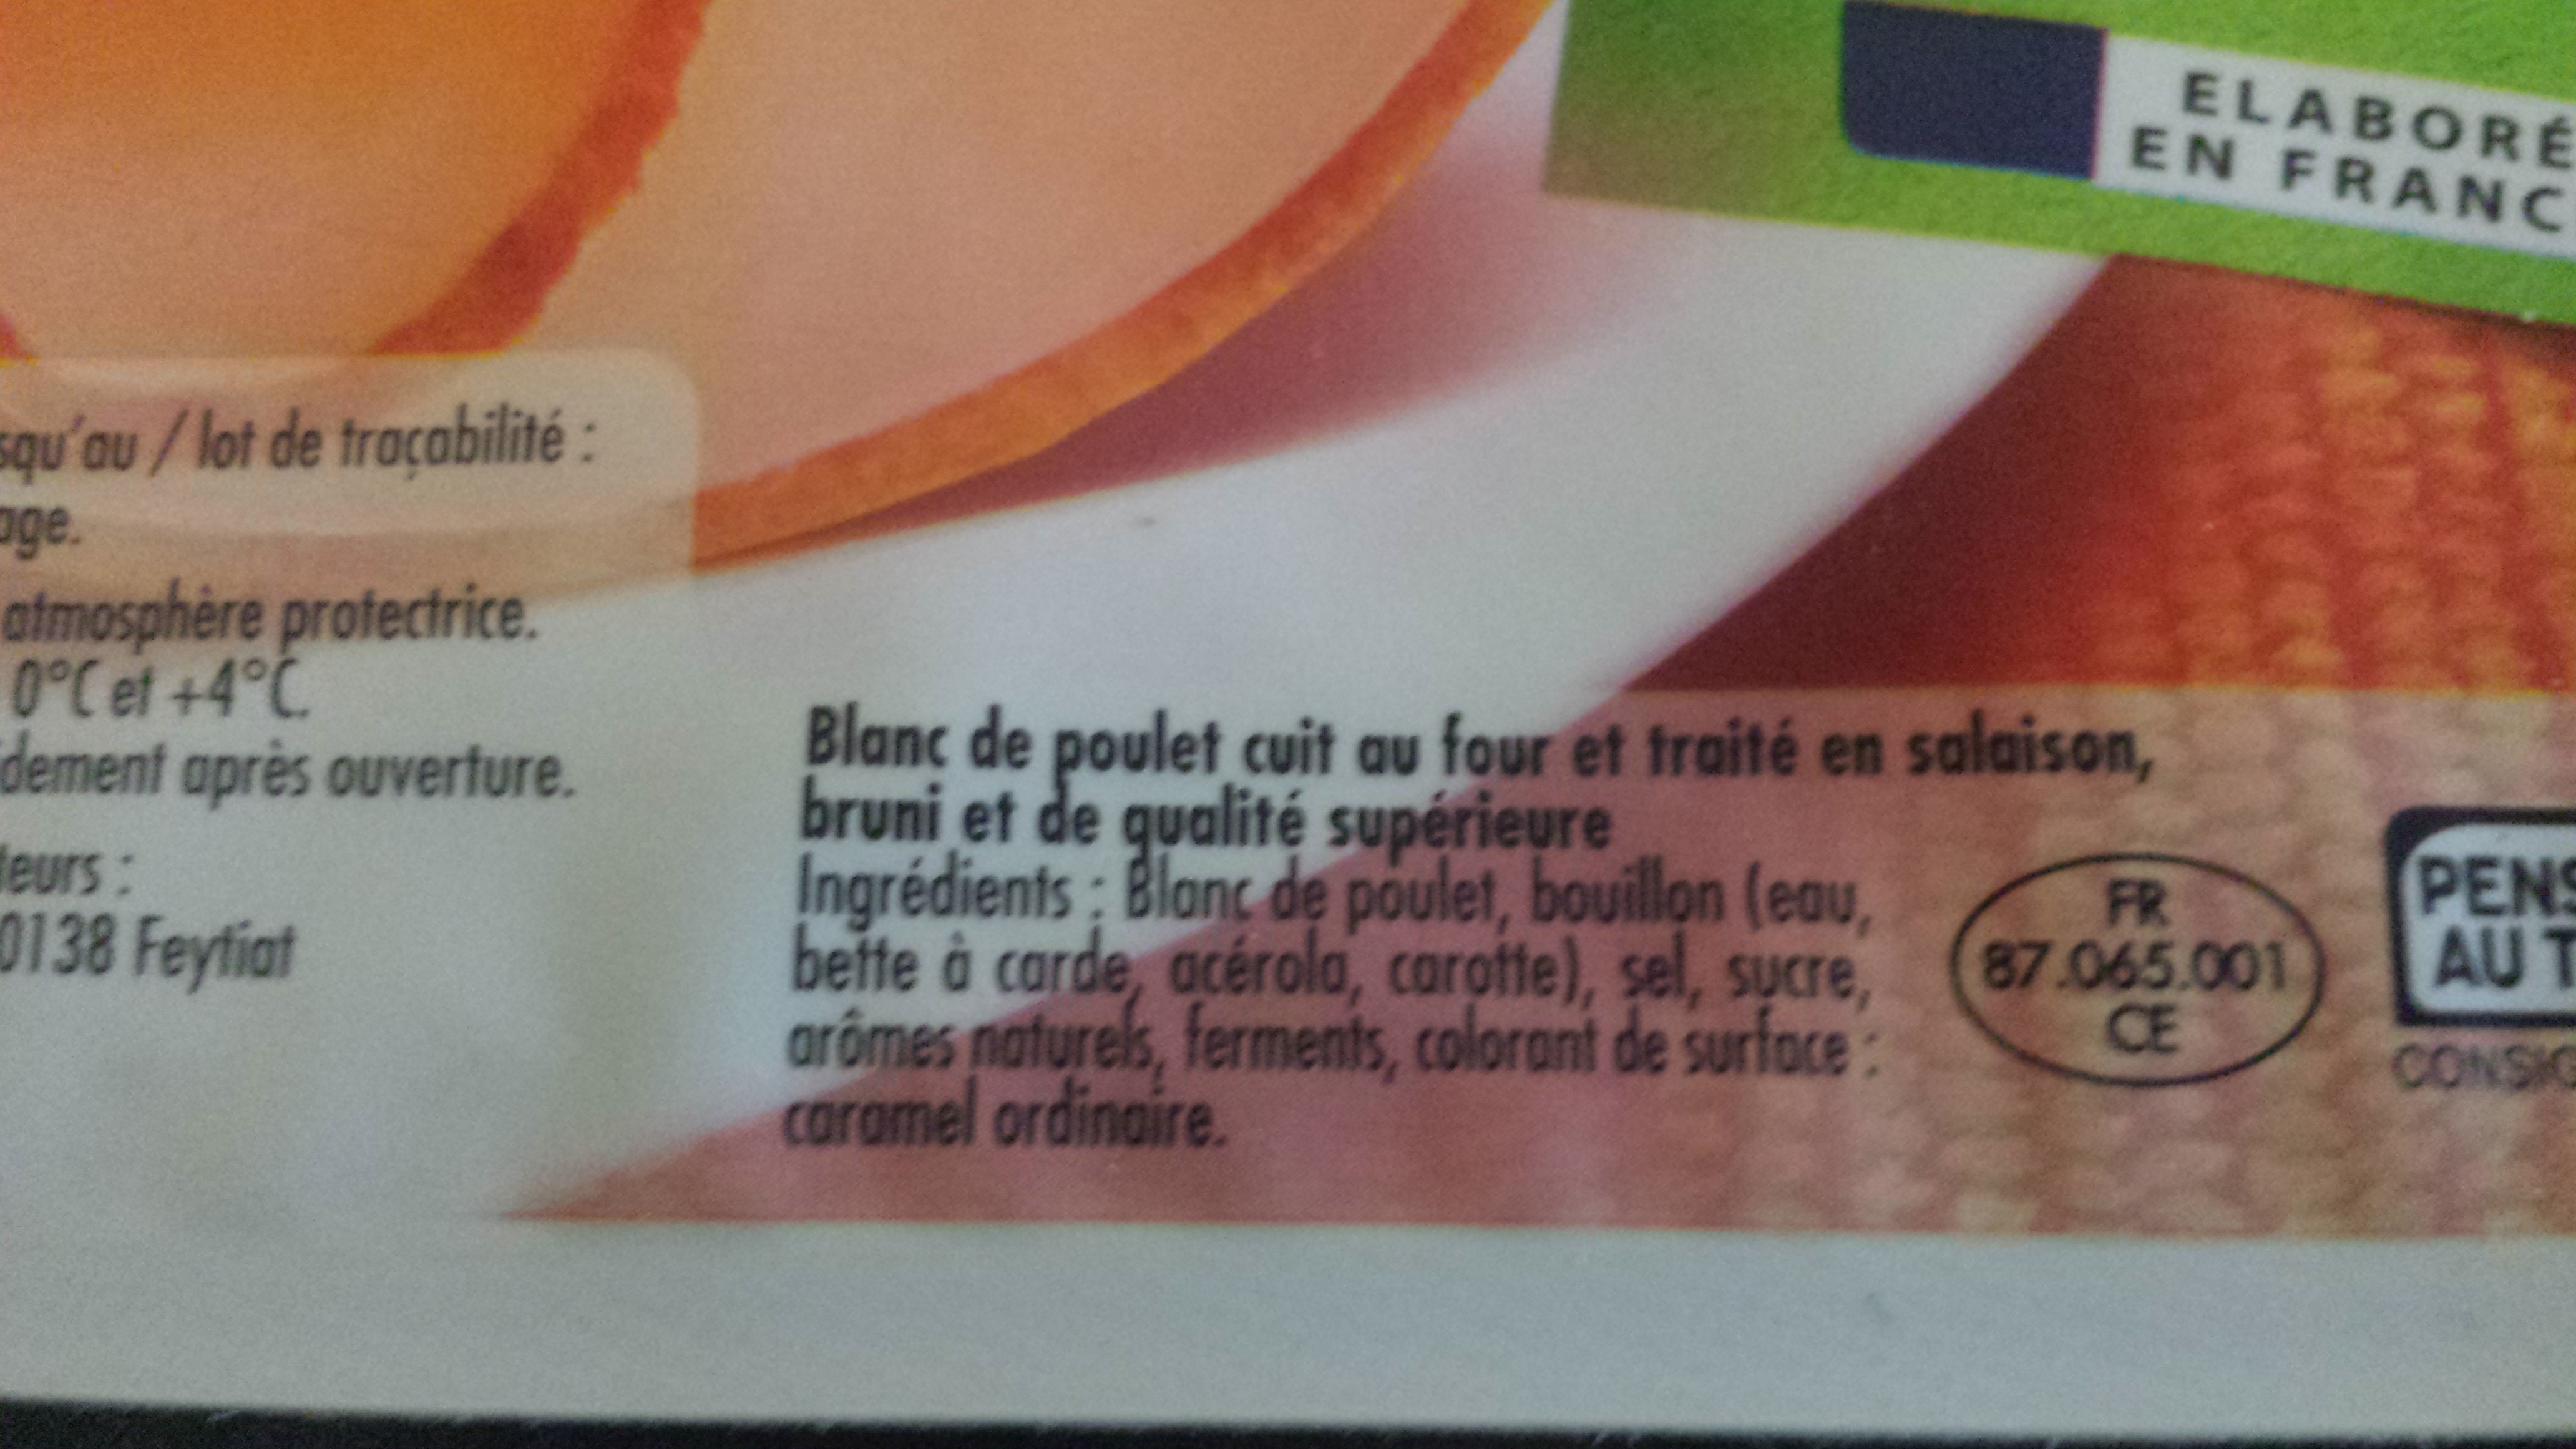 ELABORÉ
EN FRANC
squ'au / lot de traçabilité :
age.
atmosphère protectrice.
0°C et +4°C.
dement après ouverture.
leurs :
0138 Feytiat
Blanc de poulet cuit au four et traité en salaison,
bruni et de qualité supérieure
Ingrédients : Blanc de poulet, bouillon (eau,
bette à carde, acérola, carotte), sel, sucre,
arômes naturels, ferments, colorant de surface :
caramel ordinaire.
FR
87.065.001
CE
PENS
AU T
CONSIG